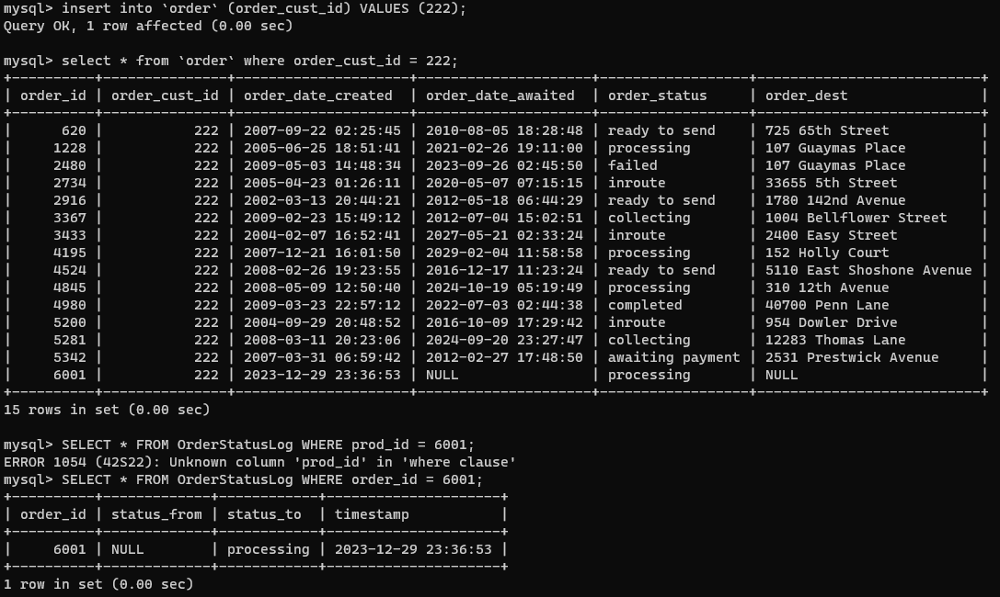 mysql> insert into `order` (order_cust_id) VALUES (222);
Query OK, 1 row affected (0.00 sec)

mysql> select * from `order` where order_cust_id = 222;
+----------+---------------+---------------------+---------------------+------------------+---------------------------+
| order_id | order_cust_id | order_date_created  | order_date_awaited  | order_status     | order_dest                |
+----------+---------------+---------------------+---------------------+------------------+---------------------------+
|      620 |           222 | 2007-09-22 02:25:45 | 2010-08-05 18:28:48 | ready to send    | 725 65th Street           |
|     1228 |           222 | 2005-06-25 18:51:41 | 2021-02-26 19:11:00 | processing       | 107 Guaymas Place         |
|     2480 |           222 | 2009-05-03 14:48:34 | 2023-09-26 02:45:50 | failed           | 107 Guaymas Place         |
|     2734 |           222 | 2005-04-23 01:26:11 | 2020-05-07 07:15:15 | inroute          | 33655 5th Street          |
|     2916 |           222 | 2002-03-13 20:44:21 | 2012-05-18 06:44:29 | ready to send    | 1780 142nd Avenue         |
|     3367 |           222 | 2009-02-23 15:49:12 | 2012-07-04 15:02:51 | collecting       | 1004 Bellflower Street    |
|     3433 |           222 | 2004-02-07 16:52:41 | 2027-05-21 02:33:24 | inroute          | 2400 Easy Street          |
|     4195 |           222 | 2007-12-21 16:01:50 | 2029-02-04 11:58:58 | processing       | 152 Holly Court           |
|     4524 |           222 | 2008-02-26 19:23:55 | 2016-12-17 11:23:24 | ready to send    | 5110 East Shoshone Avenue |
|     4845 |           222 | 2008-05-09 12:50:40 | 2024-10-19 05:19:49 | processing       | 310 12th Avenue           |
|     4980 |           222 | 2009-03-23 22:57:12 | 2022-07-03 02:44:38 | completed        | 40700 Penn Lane           |
|     5200 |           222 | 2004-09-29 20:48:52 | 2016-10-09 17:29:42 | inroute          | 954 Dowler Drive          |
|     5281 |           222 | 2008-03-11 20:23:06 | 2024-09-20 23:27:47 | collecting       | 12283 Thomas Lane         |
|     5342 |           222 | 2007-03-31 06:59:42 | 2012-02-27 17:48:50 | awaiting payment | 2531 Prestwick Avenue     |
|     6001 |           222 | 2023-12-29 23:36:53 | NULL                | processing       | NULL                      |
+----------+---------------+---------------------+---------------------+------------------+---------------------------+
15 rows in set (0.00 sec)

mysql> SELECT * FROM OrderStatusLog WHERE prod_id = 6001;
ERROR 1054 (42S22): Unknown column 'prod_id' in 'where clause'
mysql> SELECT * FROM OrderStatusLog WHERE order_id = 6001;
+----------+-------------+------------+---------------------+
| order_id | status_from | status_to  | timestamp           |
+----------+-------------+------------+---------------------+
|     6001 | NULL        | processing | 2023-12-29 23:36:53 |
+----------+-------------+------------+---------------------+
1 row in set (0.00 sec)